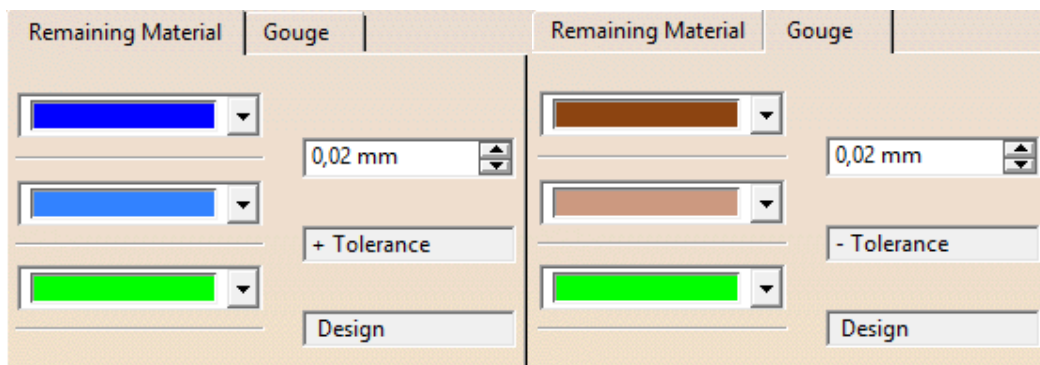 Remaining Material Gouge
0,02 mm
+ Tolerance
Design
Remaining Material Gouge
0,02 mm
- Tolerance
Design